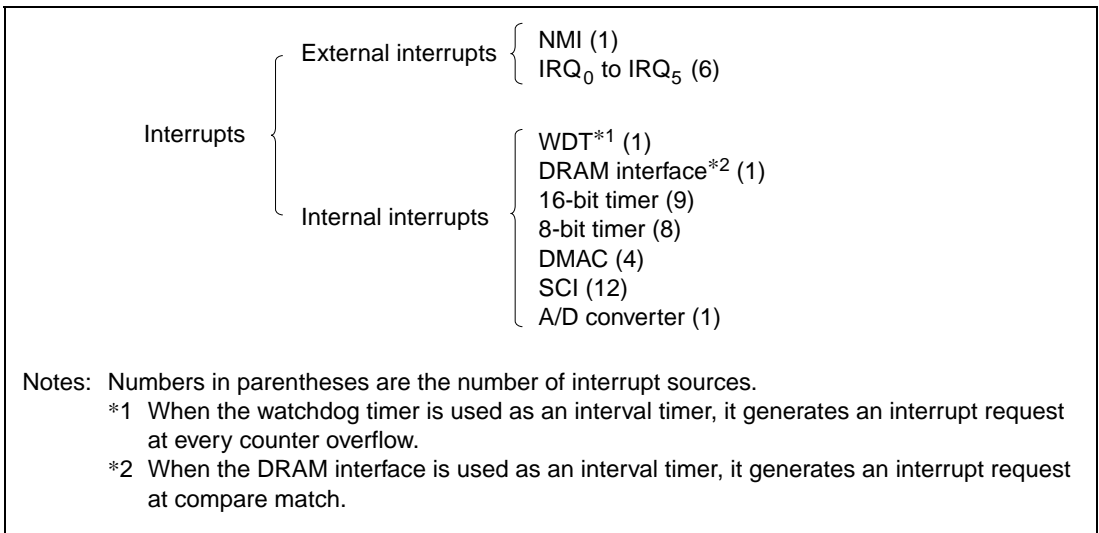 External interrupts
NMI (1)
IRQ0 to IRQ5 (6)
Interrupts
Internal interrupts
WDT*1 (1)
DRAM interface*2 (1)
16-bit timer (9)
8-bit timer (8)
DMAC (4)
SCI (12)
A/D converter (1)
Notes: Numbers in parentheses are the number of interrupt sources.
*1 When the watchdog timer is used as an interval timer, it generates an interrupt request
at every counter overflow.
*2 When the DRAM interface is used as an interval timer, it generates an interrupt request
at compare match.